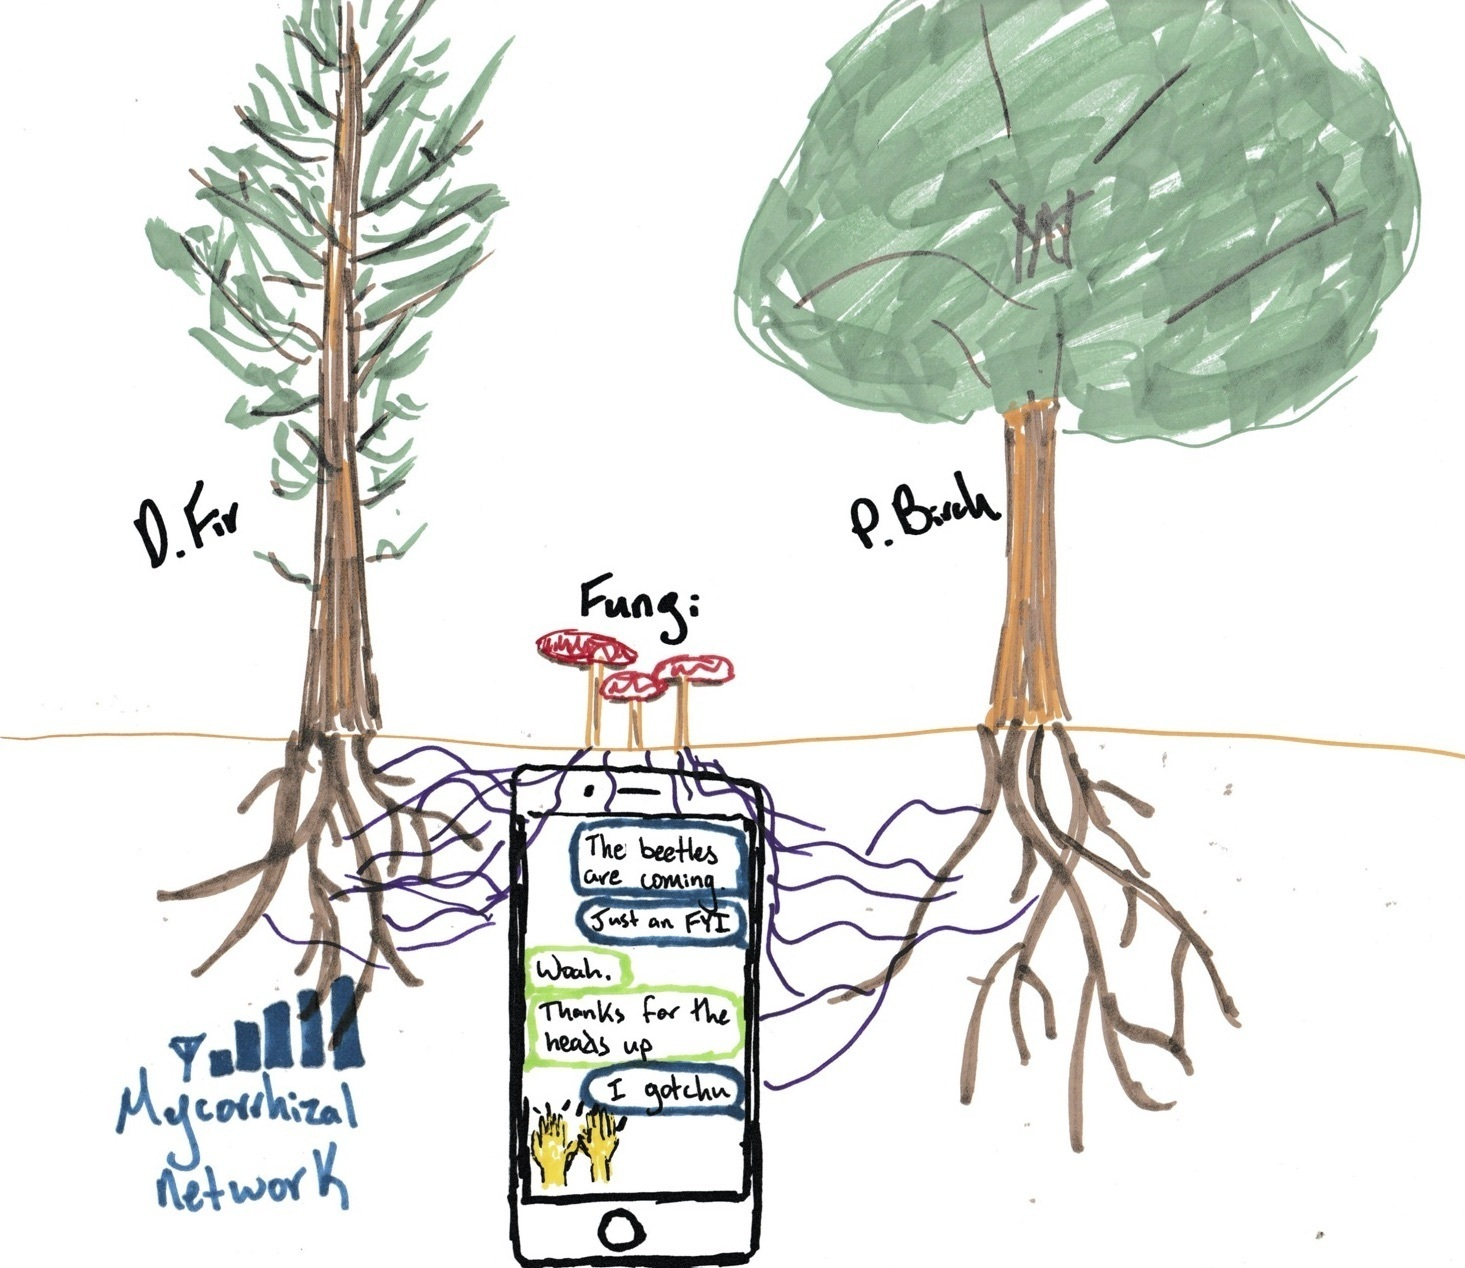 D. Fir
P. Birch
Fungi
The beetles
are coming.
Just an FYI
Woah.
Thanks for the
heads up
I gotchu
Mycorrhizal
network